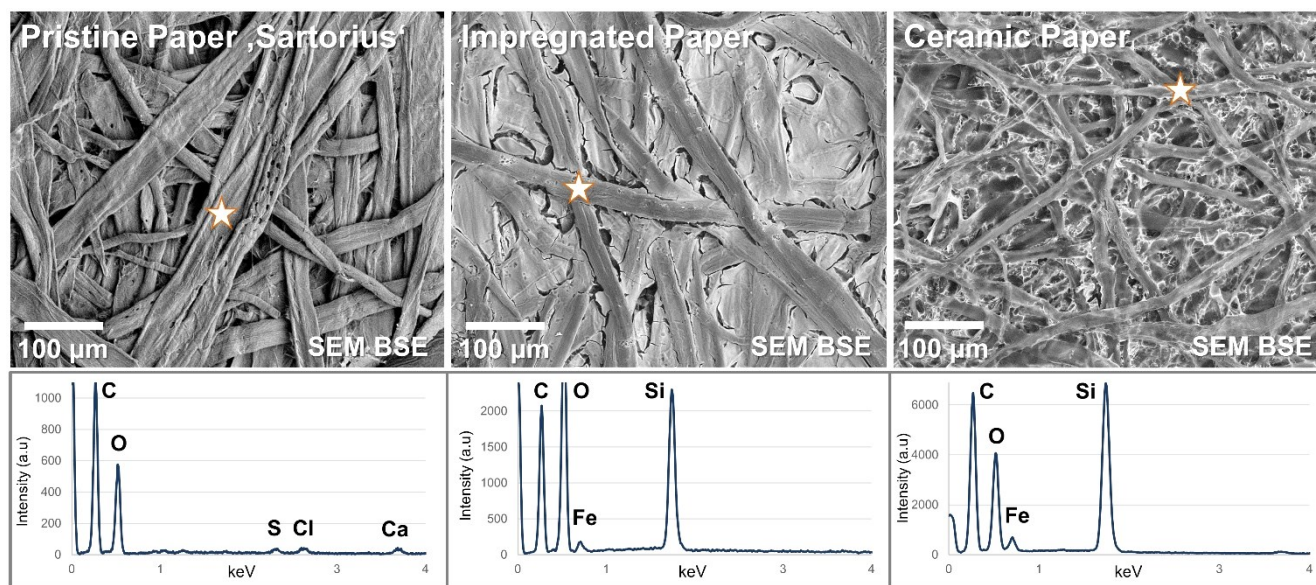 Pristine Paper ‚Sartorius‘
100 µm
SEM BSE
Impregnated Paper
100 µm
SEM BSE
Ceramic Paper
100 µm
SEM BSE
Intensity (a.u)
1000
800
600
400
200
0
C
O
S
Cl
Ca
0
1
2
3
4
keV
Intensity (a.u)
2000
1500
1000
500
0
C
O
Fe
Si
0
1
2
3
4
keV
Intensity (a.u)
6000
4000
2000
0
C
O
Fe
Si
0
1
2
3
4
keV